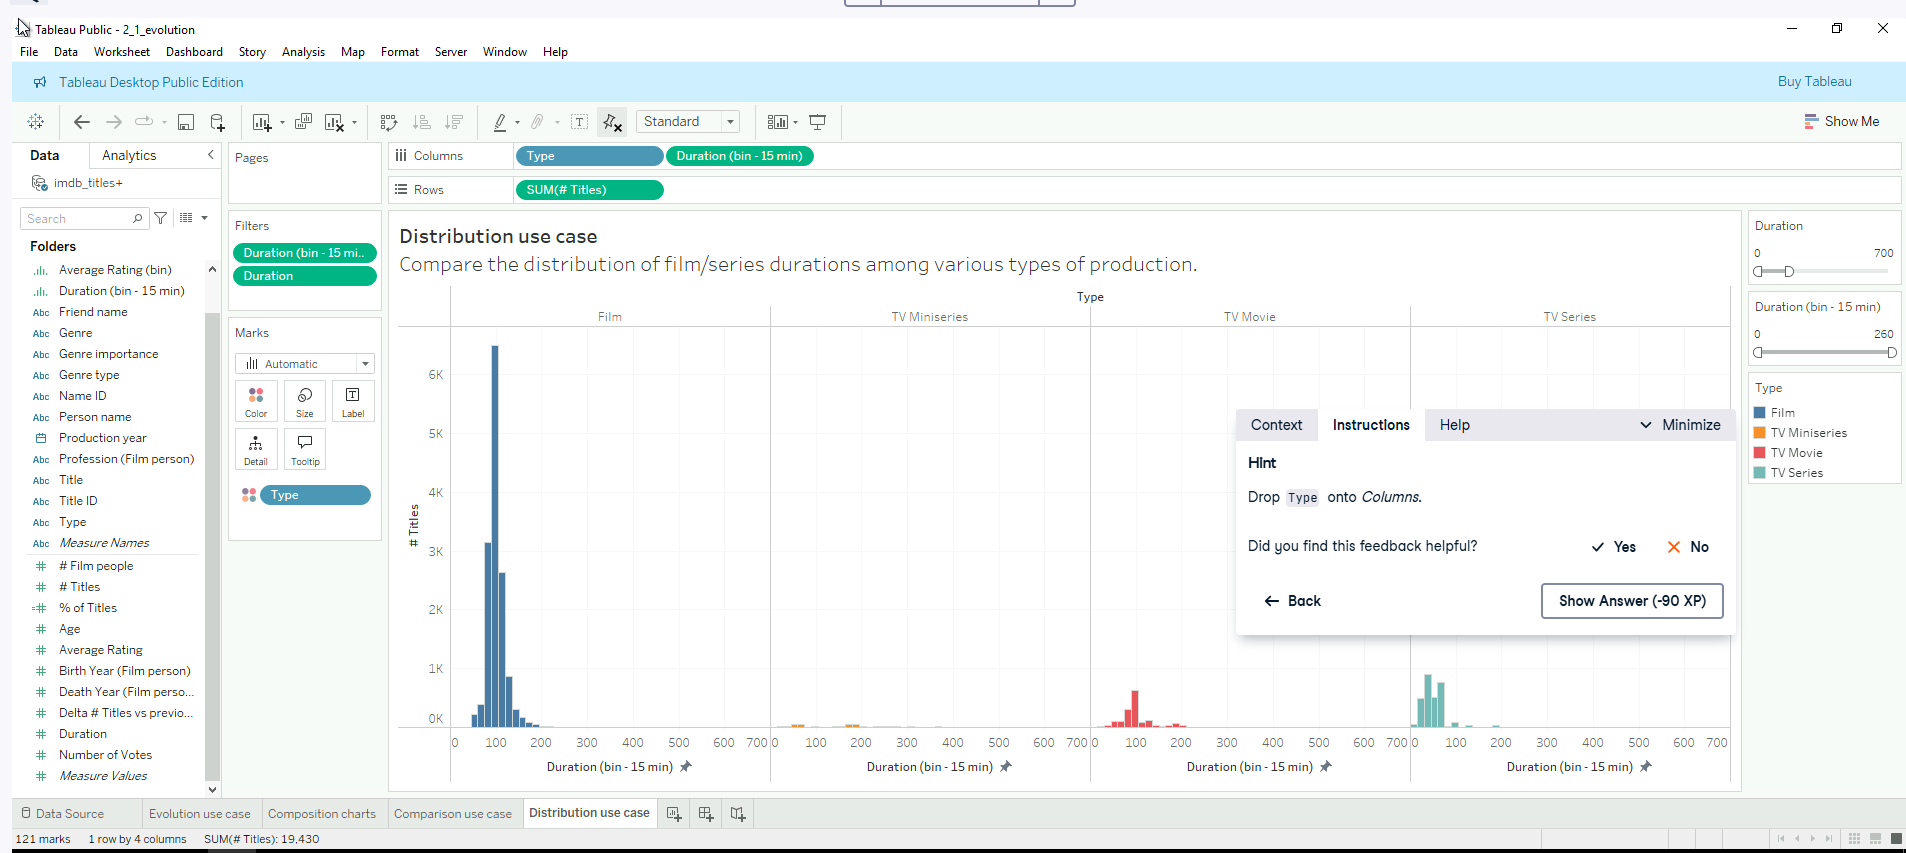 Tableau Public - 2_1_evolution
File Data Worksheet Dashboard Story Analysis Map Format Server Window Help
Tableau Desktop Public Edition
Buy Tableau
Standard
Show Me
Data Analytics
imdb_titles+
Search
Folders
Average Rating (bin)
Duration (bin - 15 min)
Abc Friend name
Abc Genre
Abc Genre importance
Abc Genre type
Abc Name ID
Abc Person name
Production year
Abc Profession (Film person)
Abc Title
Abc Title ID
Abc Type
Abc Measure Names
# Film people
# Titles
% of Titles
Age
Average Rating
Birth Year (Film person)
Death Year (Film perso...
Delta # Titles vs previo...
Duration
Number of Votes
Measure Values
Pages
Filters
Duration (bin - 15 mi..
Duration
Marks
Automatic
Color Size Label
Detail Tooltip
Type
Columns Type Duration (bin - 15 min)
Rows SUM(# Titles)
Distribution use case
Compare the distribution of film/series durations among various types of production.
Type
Film TV Miniseries TV Movie TV Series
# Titles
6K
5K
4K
3K
2K
1K
0K
0 100 200 300 400 500 600 700 0 100 200 300 400 500 600 700 0 100 200 300 400 500 600 700 0 100 200 300 400 500 600 700
Duration (bin - 15 min) Duration (bin - 15 min) Duration (bin - 15 min) Duration (bin - 15 min)
Context Instructions Help Minimize
Hint
Drop Type onto Columns.
Did you find this feedback helpful? Yes No
Back Show Answer (-90 XP)
Duration
0 700
Duration (bin - 15 min)
0 260
Type
Film
TV Miniseries
TV Movie
TV Series
Data Source Evolution use case Composition charts Comparison use case Distribution use case
121 marks 1 row by 4 columns SUM(# Titles): 19,430